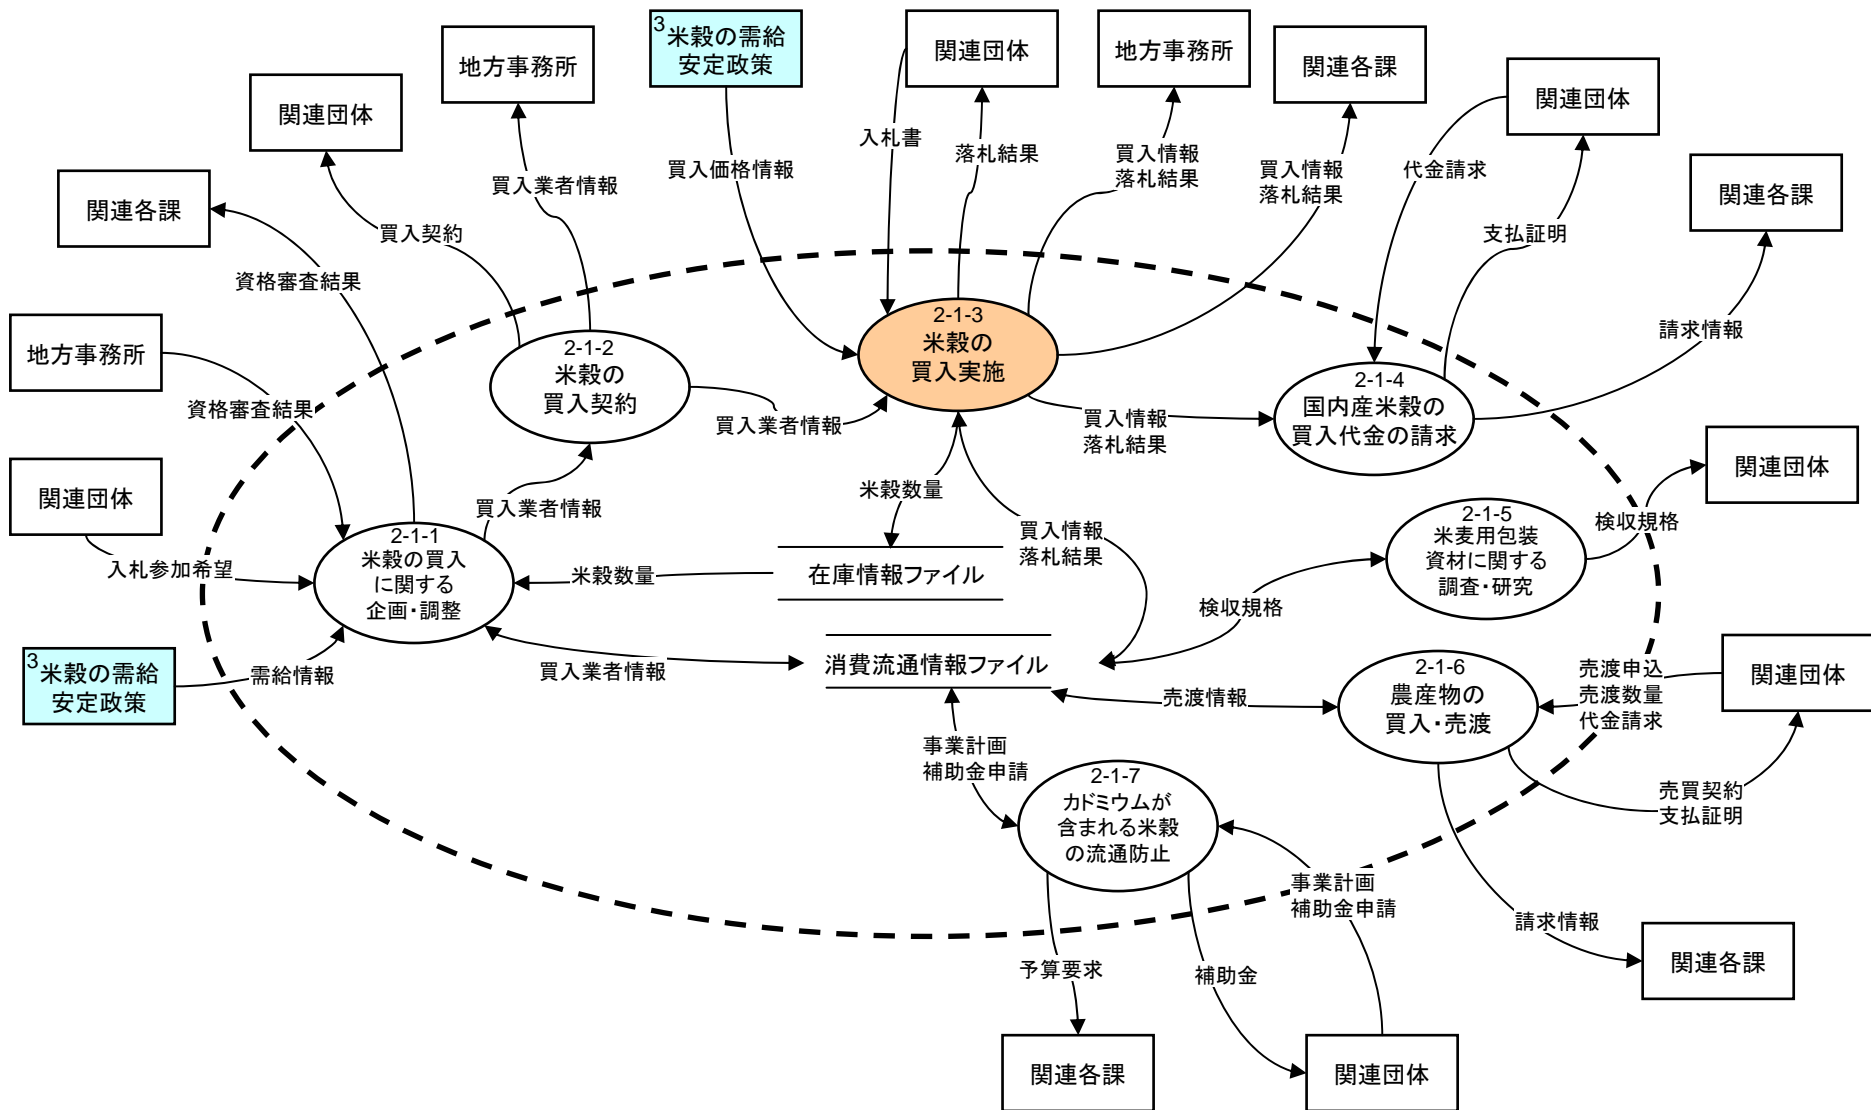 3
米穀の需給
安定政策
関連団体
地方事務所
関連各課
地方事務所
関連団体
関連団体
関連各課
関連各課
入札書
落札結果
買入情報
落札結果
買入価格情報
買入情報
落札結果
代金請求
買入業者情報
買入契約
支払証明
資格審査結果
請求情報
地方事務所
資格審査結果
2-1-2
米穀の
買入契約
2-1-3
米穀の
買入実施
2-1-4
国内産米穀の
買入代金の請求
買入業者情報
買入情報
落札結果
関連団体
関連団体
入札参加希望
買入業者情報
米穀数量
買入情報
落札結果
検収規格
2-1-1
米穀の買入
に関する
企画・調整
米穀数量
在庫情報ファイル
2-1-5
米麦用包装
資材に関する
調査・研究
検収規格
3
米穀の需給
安定政策
需給情報
買入業者情報
消費流通情報ファイル
売渡情報
2-1-6
農産物の
買入・売渡
売渡申込
売渡数量
代金請求
関連団体
事業計画
補助金申請
2-1-7
カドミウムが
含まれる米穀
の流通防止
売買契約
支払証明
事業計画
補助金申請
請求情報
予算要求
補助金
関連各課
関連各課
関連団体